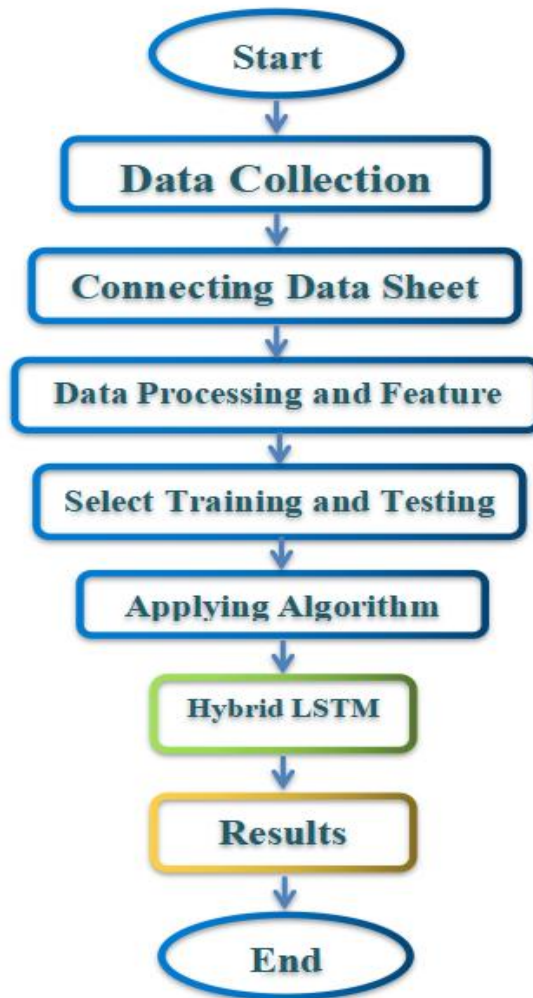 Start
Data Collection
Connecting Data Sheet
Data Processing and Feature
Select Training and Testing
Applying Algorithm
Hybrid LSTM
Results
End